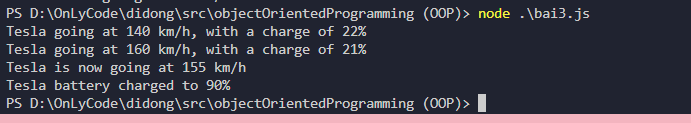 PS D:\OnLyCode\didong\src\objectOrientedProgramming (OOP)> node .\bai3.js
Tesla going at 140 km/h, with a charge of 22%
Tesla going at 160 km/h, with a charge of 21%
Tesla is now going at 155 km/h
Tesla battery charged to 90%
PS D:\OnLyCode\didong\src\objectOrientedProgramming (OOP)>